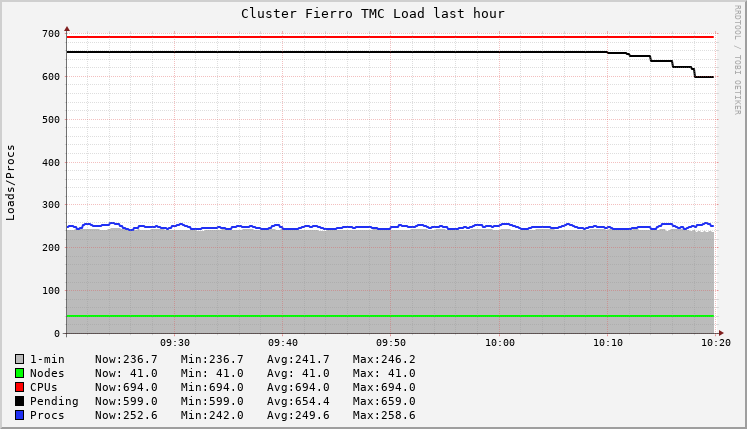 Cluster Fierro TMC Load last hour
RRDTOOL / TOBI OETIKER
Loads/Procs
700
600
500
400
300
200
100
0
09:30 09:40 09:50 10:00 10:10 10:20
1-min Now:236.7 Min:236.7 Avg:241.7 Max:246.2
Nodes Now: 41.0 Min: 41.0 Avg: 41.0 Max: 41.0
CPUs Now:694.0 Min:694.0 Avg:694.0 Max:694.0
Pending Now:599.0 Min:599.0 Avg:654.4 Max:659.0
Procs Now:252.6 Min:242.0 Avg:249.6 Max:258.6